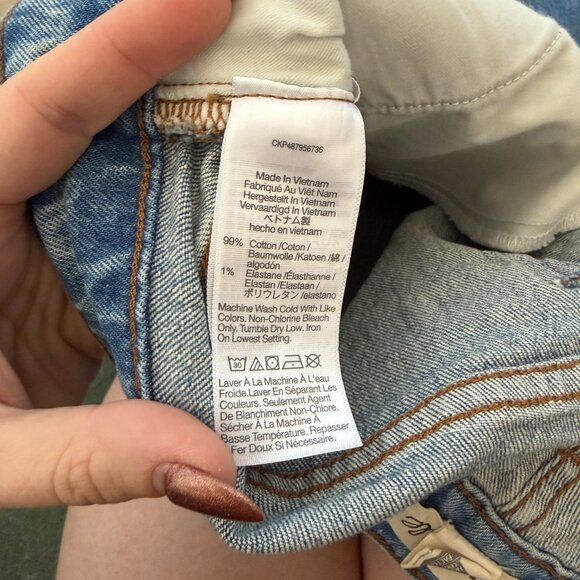 CKP487956736
Made In Vietnam
Fabriqué Au Viêt Nam
Hergestellt In Vietnam
Vervaardigd In Vietnam
ベトナム製
hecho en vietnam
99% Cotton /Coton /
Baumwolle /Katoen /綿 /
algodón
1% Elastane /Élasthanne /
Elastan /Elastaan /
ポリウレタン /elastano
Machine Wash Cold With Like
Colors. Non-Chlorine Bleach
Only. Tumble Dry Low. Iron
On Lowest Setting.
30
Laver À La Machine À L'eau
Froide.Laver En Séparant Les
Couleurs. Seulement Agent
De Blanchiment Non-Chlore.
Sécher À La Machine À
Basse Température. Repasser
Fer Doux Si Nécessaire.